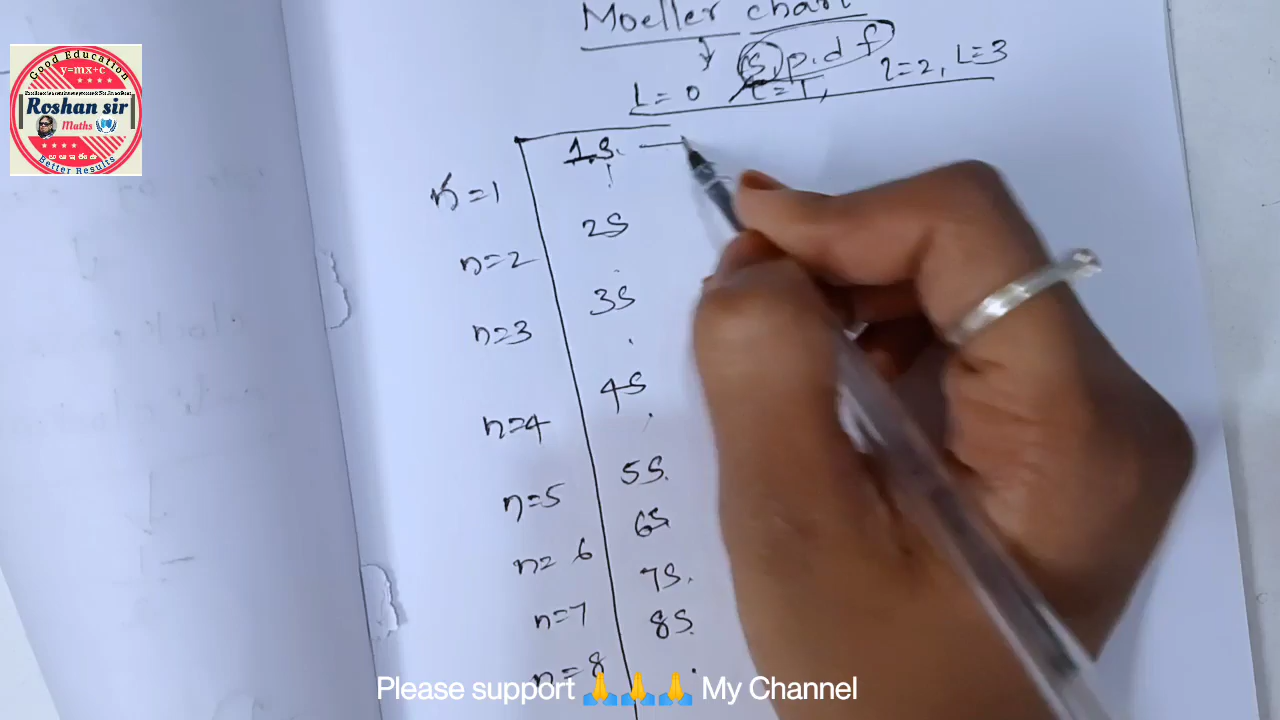 Moeller chart
s p d f
L = 0 l = 1, l=2, L=3
1s.
n=1
2s
n=2
3s
n=3
4s
n=4
5s.
n=5
6s
n=6
7s.
n=7
8s.
n=8
Good Education
y=mx+c
Roshan sir
Maths
Better Results
Please support 🙏🙏🙏 My Channel